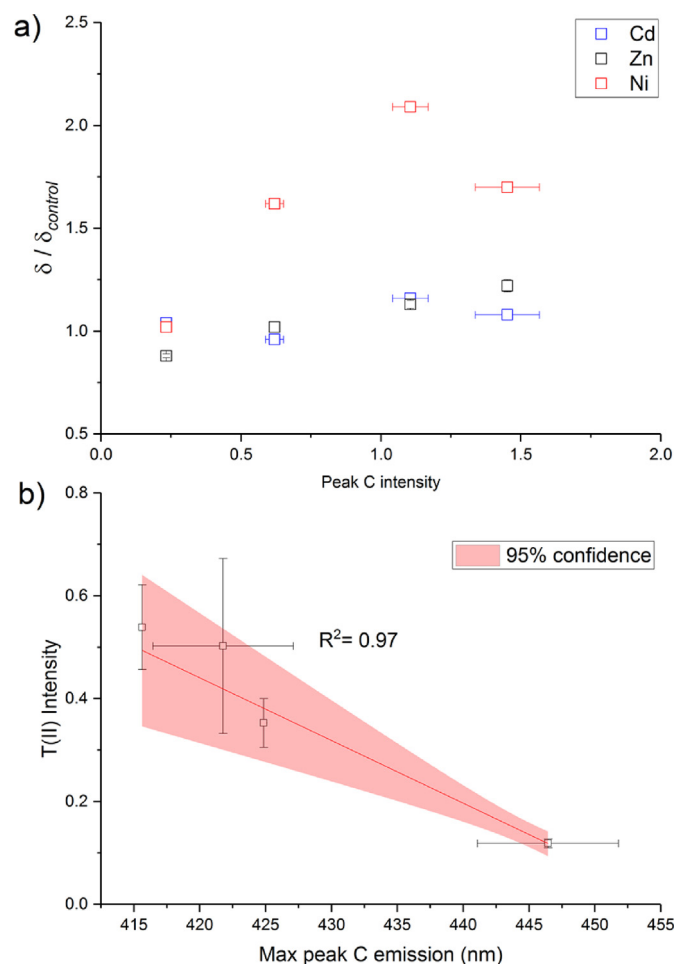 a)
2.5
2.0
1.5
1.0
0.5
δ / δcontrol
Cd
Zn
Ni
0.0 0.5 1.0 1.5 2.0
Peak C intensity
b)
0.8
0.6
0.4
0.2
0.0
T(II) Intensity
95% confidence
R²= 0.97
415 420 425 430 435 440 445 450 455
Max peak C emission (nm)